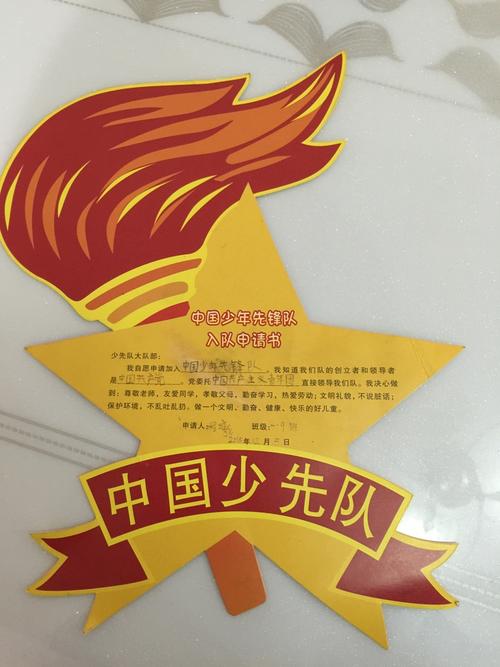 中国少年先锋队
入队申请书
少先队大队部：
我自愿申请加入中国少年先锋队。我知道我们队的创立者和领导者
是中国共产党，党委托中国共产主义青年团直接领导我们队。我决心做
到：尊敬老师，友爱同学，孝敬父母，勤奋学习，热爱劳动；文明礼貌，不说脏话；
保护环境，不乱吐乱扔。做一个文明、勤奋、健康、快乐的好儿童。
申请人： 班级：
年 月 日
中国少先队